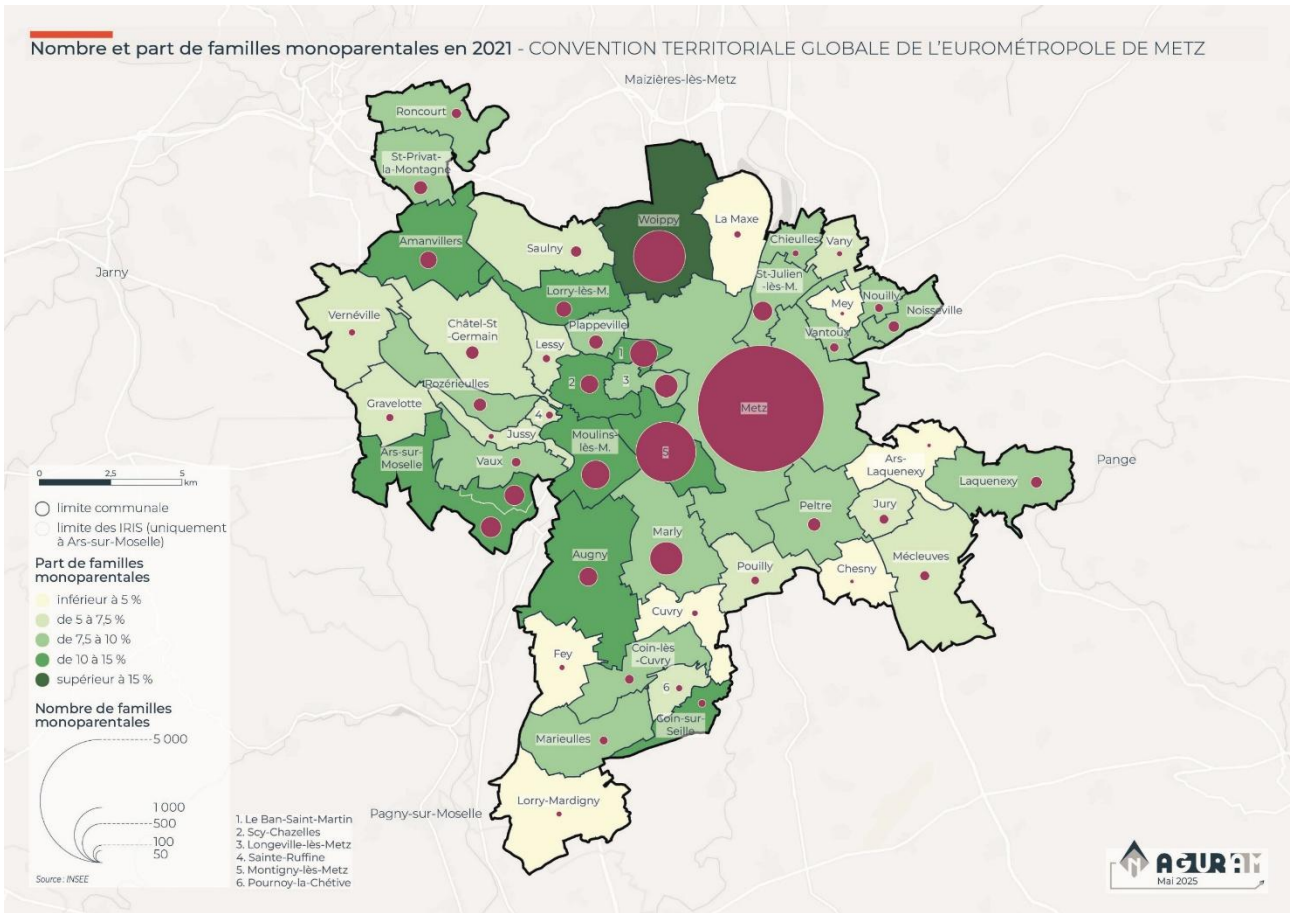 Nombre et part de familles monoparentales en 2021 - CONVENTION TERRITORIALE GLOBALE DE L'EUROMÉTROPOLE DE METZ
Maizières-lès-Metz
Roncourt
St-Privat-
la-Montagne
Woippy
La Maxe
Amanvillers
Saulny
Chieulles
Vany
Jarny
St-Julien
-lès-M.
Lorry-lès-M.
Mey
Nouilly
Noisseville
Vernéville
Châtel-St
-Germain
Plappeville
Vantoux
Lessy
1
2
3
Rozérieulles
Gravelotte
Metz
4
Jussy
Ars-sur-
Moselle
Moulins-
lès-M.
5
Vaux
Ars-
Laquenexy
Pange
Laquenexy
Peltre
Jury
Marly
Augny
Pouilly
Chesny
Mécleuves
Cuvry
Fey
Coin-lès
-Cuvry
6
Coin-sur-
Seille
Marieulles
Lorry-Mardigny
Pagny-sur-Moselle
0 2,5 5
km
limite communale
limite des IRIS (uniquement
à Ars-sur-Moselle)
Part de familles
monoparentales
inférieur à 5 %
de 5 à 7,5 %
de 7,5 à 10 %
de 10 à 15 %
supérieur à 15 %
Nombre de familles
monoparentales
5 000
1 000
500
100
50
Source : INSEE
1. Le Ban-Saint-Martin
2. Scy-Chazelles
3. Longeville-lès-Metz
4. Sainte-Ruffine
5. Montigny-lès-Metz
6. Pournoy-la-Chétive
N
AGURAM
Mai 2025